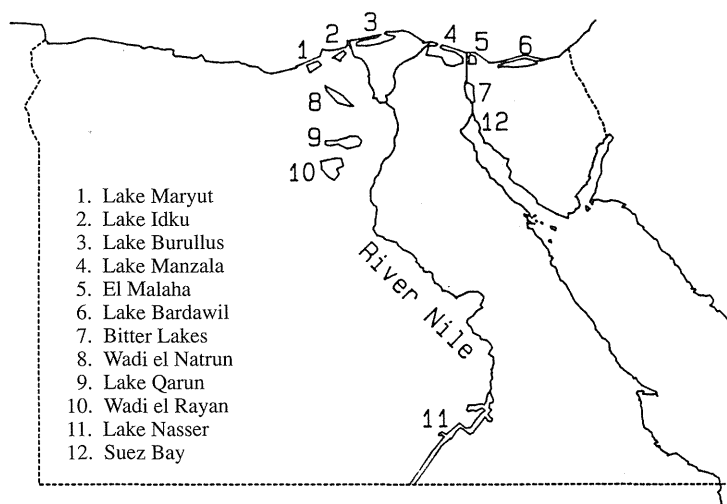 1
2
3
4
5
6
7
8
12
9
10
1. Lake Maryut
2. Lake Idku
3. Lake Burullus
4. Lake Manzala
5. El Malaha
6. Lake Bardawil
7. Bitter Lakes
8. Wadi el Natrun
9. Lake Qarun
10. Wadi el Rayan
11. Lake Nasser
12. Suez Bay
River Nile
11